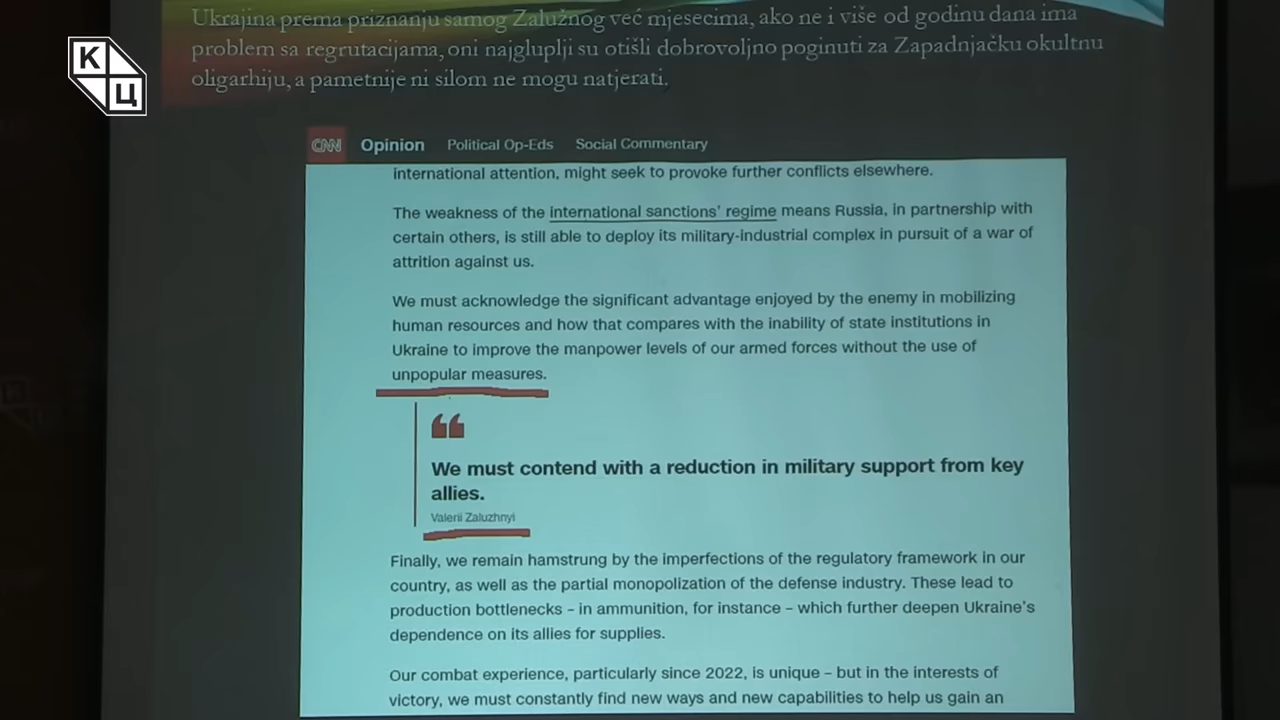 Ukrajina prema priznanju samog Zalužnog već mjesecima, ako ne i više od godinu dana ima
problem sa regrutacijama, oni najgluplji su otišli dobrovoljno poginuti za Zapadnjačku okultnu
oligarhiju, a pametnije ni silom ne mogu natjerati.
К
Ц
CNN Opinion Political Op-Eds Social Commentary
international attention, might seek to provoke further conflicts elsewhere.
The weakness of the international sanctions' regime means Russia, in partnership with
certain others, is still able to deploy its military-industrial complex in pursuit of a war of
attrition against us.
We must acknowledge the significant advantage enjoyed by the enemy in mobilizing
human resources and how that compares with the inability of state institutions in
Ukraine to improve the manpower levels of our armed forces without the use of
unpopular measures.
❝
We must contend with a reduction in military support from key
allies.
Valerii Zaluzhnyi
Finally, we remain hamstrung by the imperfections of the regulatory framework in our
country, as well as the partial monopolization of the defense industry. These lead to
production bottlenecks – in ammunition, for instance – which further deepen Ukraine's
dependence on its allies for supplies.
Our combat experience, particularly since 2022, is unique – but in the interests of
victory, we must constantly find new ways and new capabilities to help us gain an